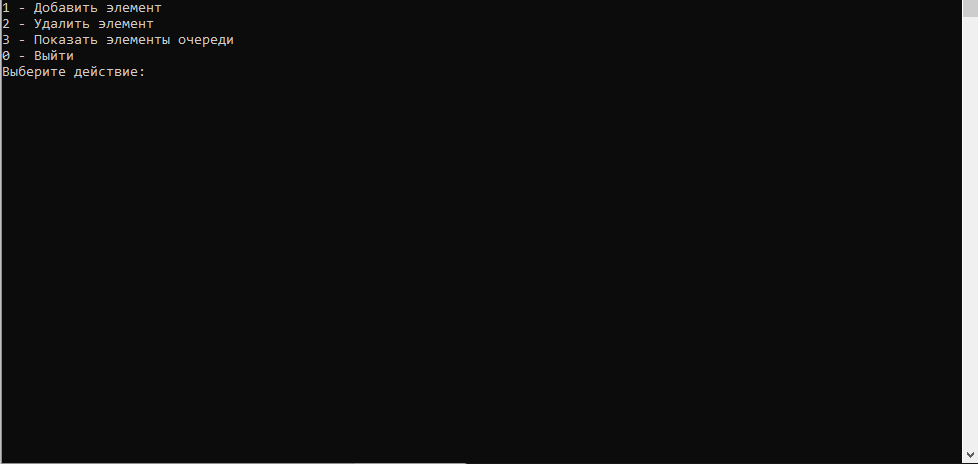 1 - Добавить элемент
2 - Удалить элемент
3 - Показать элементы очереди
0 - Выйти
Выберите действие: